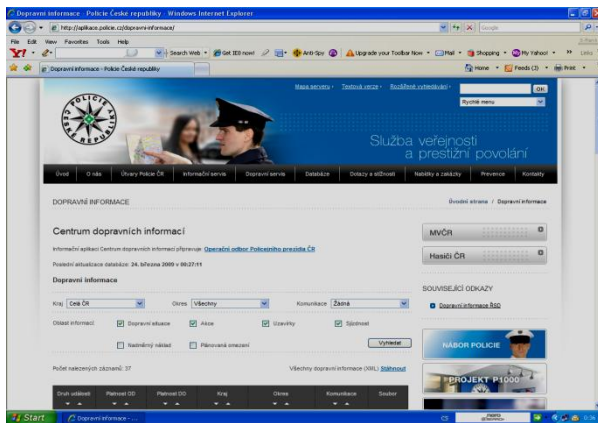 Dopravní informace - Policie České republiky - Windows Internet Explorer
http://aplikace.policie.cz/dopravni-informace/
Google
File Edit View Favorites Tools Help
Search Web
Get IE8 now!
Anti-Spy
Upgrade your Toolbar Now
Mail
Shopping
My Yahoo!
Links
Dopravní informace - Policie České republiky
Home
Feeds (3)
Print
Mapa serveru
Textová verze
Rozšířené vyhledávání
OK
Rychlé menu
POLICIE
ČESKÉ REPUBLIKY
Služba veřejnosti
a prestižní povolání
Úvod
O nás
Útvary Policie ČR
Informační servis
Dopravní servis
Databáze
Dotazy a stížnosti
Nabídky a zakázky
Prevence
Kontakty
DOPRAVNÍ INFORMACE
Úvodní strana / Dopravní informace
Centrum dopravních informací
MVČR
Informační aplikaci Centrum dopravních informací připravuje Operační odbor Policejního prezidia ČR
Hasiči ČR
Poslední aktualizace databáze: 24. března 2009 v 00:27:11
Dopravní informace
SOUVISEJÍCÍ ODKAZY
Kraj Celá ČR
Okres Všechny
Komunikace Žádná
Dopravní informace ŘSD
Oblast informací
Dopravní situace
Akce
Uzavírky
Sjízdnost
Nadměrný náklad
Plánovaná omezení
Vyhledat
NÁBOR POLICIE
Počet nalezených záznamů: 37
Všechny dopravní informace (XML) Stáhnout
PROJEKT P1000
Druh události
Platnost OD
Platnost DO
Kraj
Okres
Komunikace
Soubor
Start
Dopravní informace - ...
CS
0:34